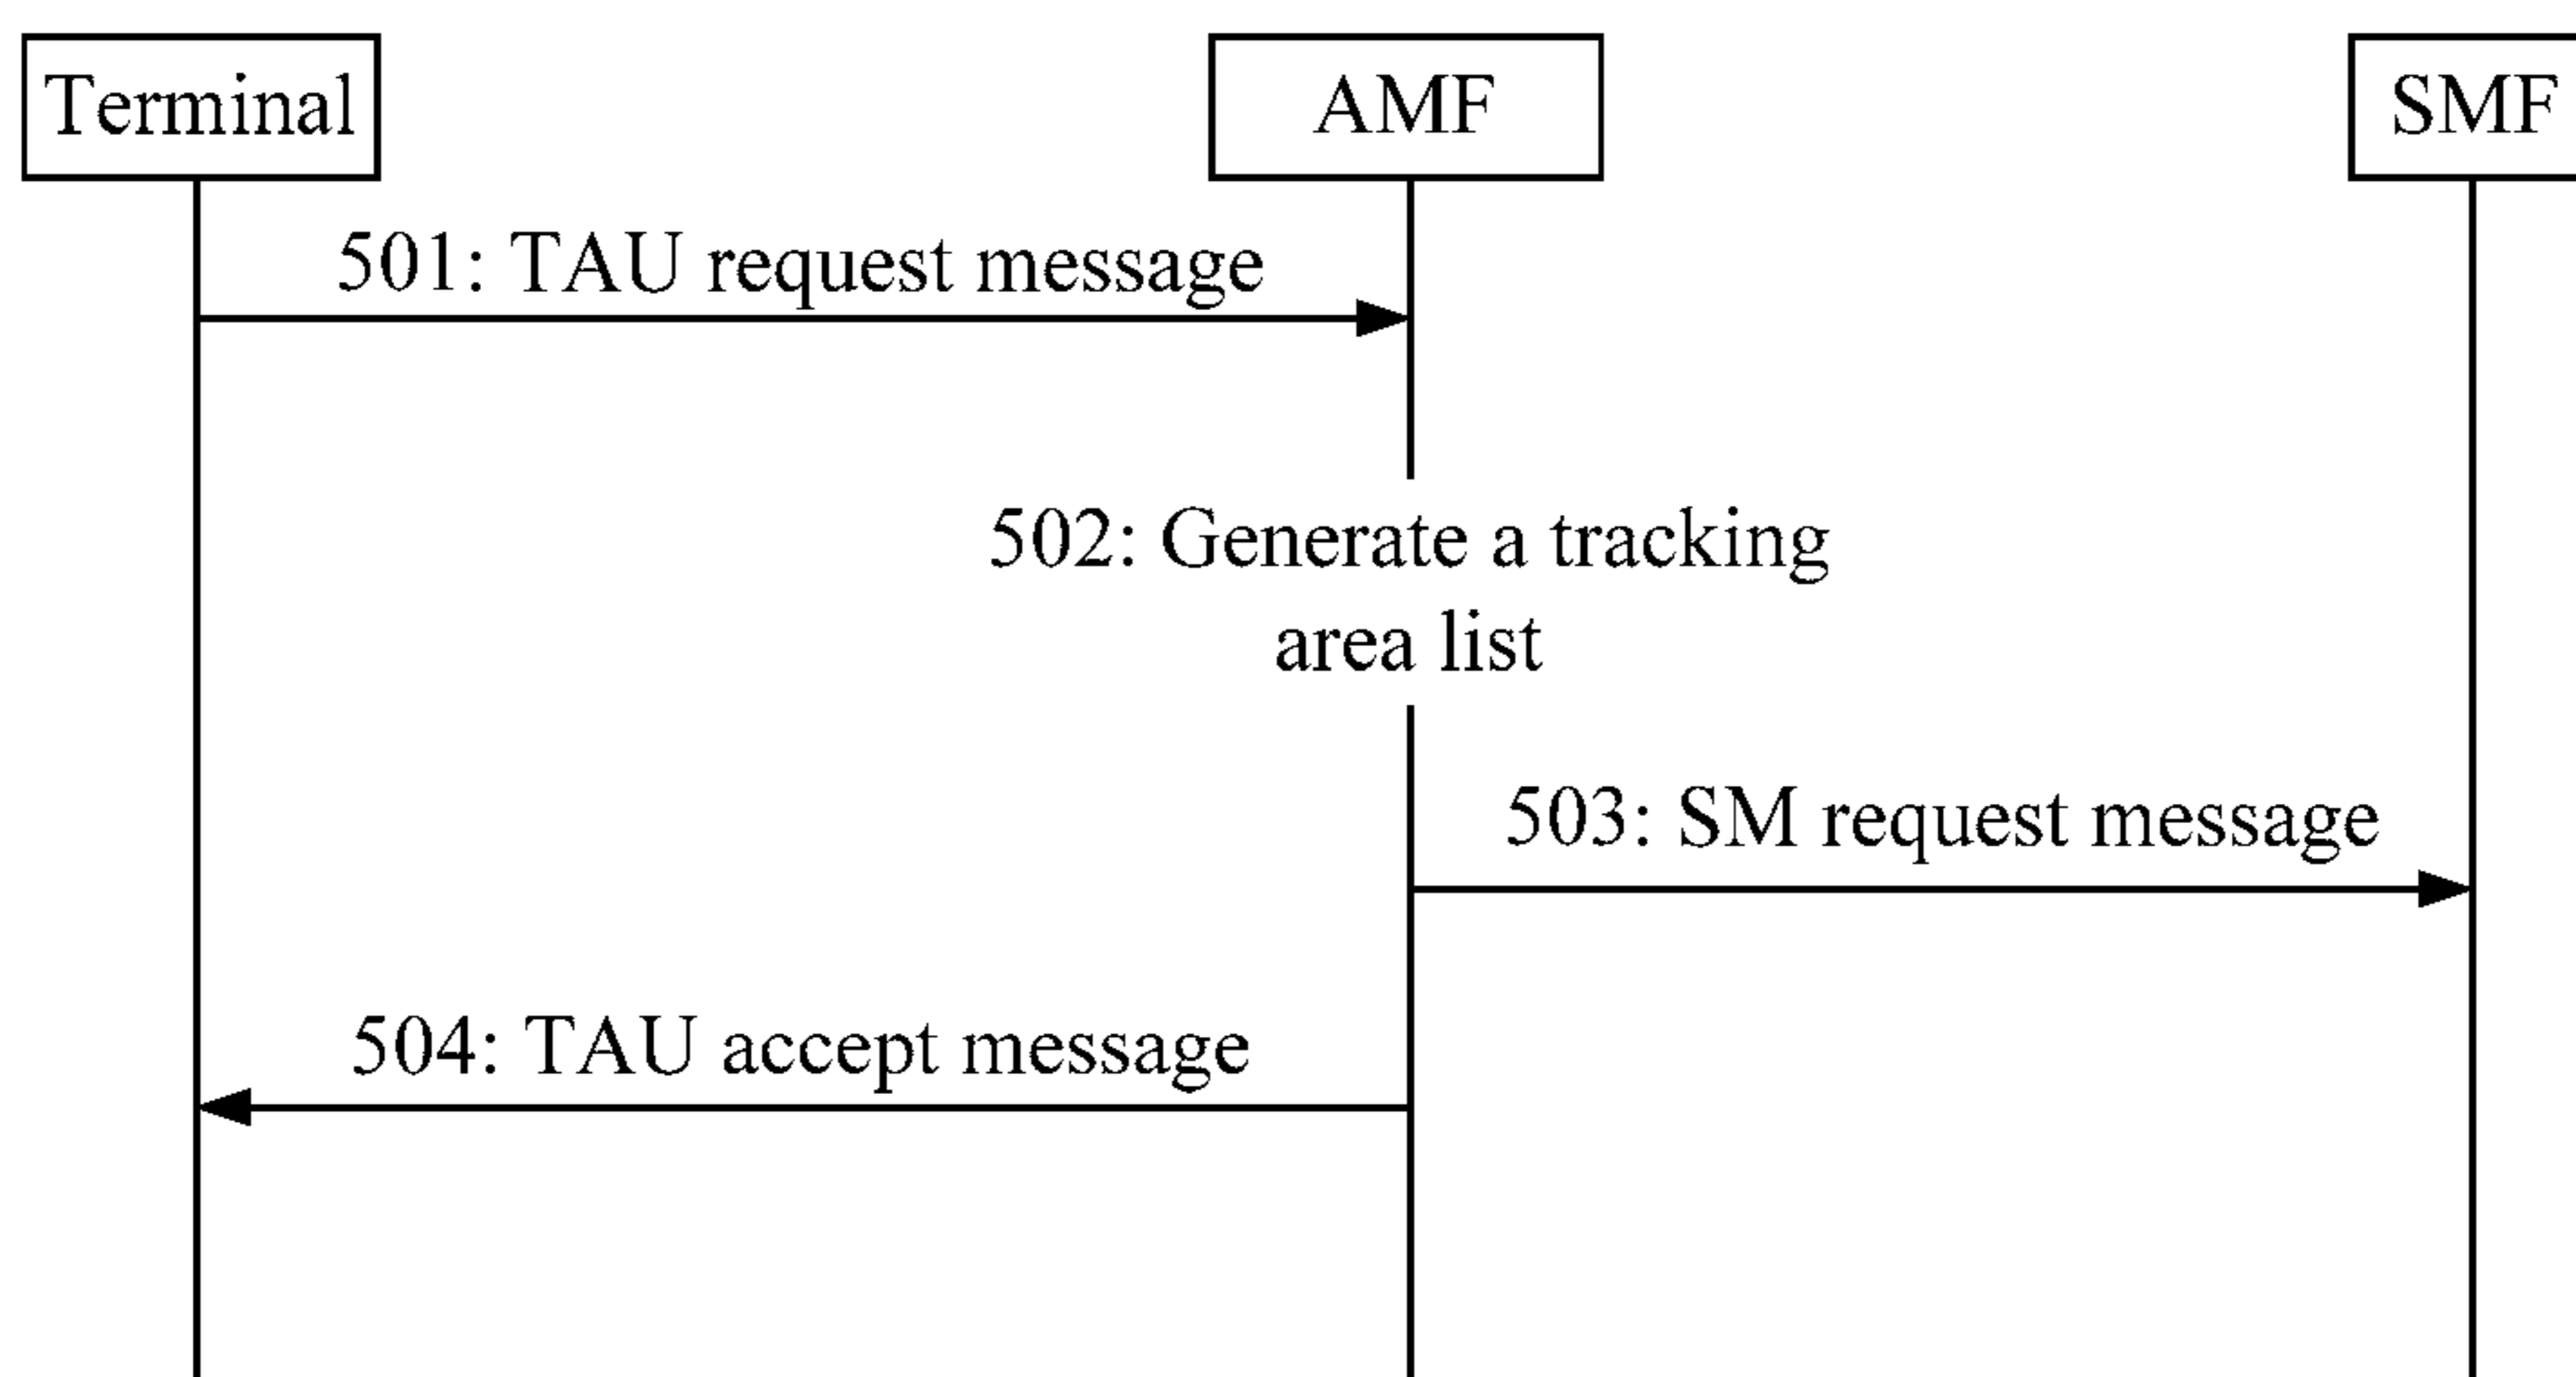 Terminal
AMF
SMF
501: TAU request message
502: Generate a tracking
area list
503: SM request message
504: TAU accept message